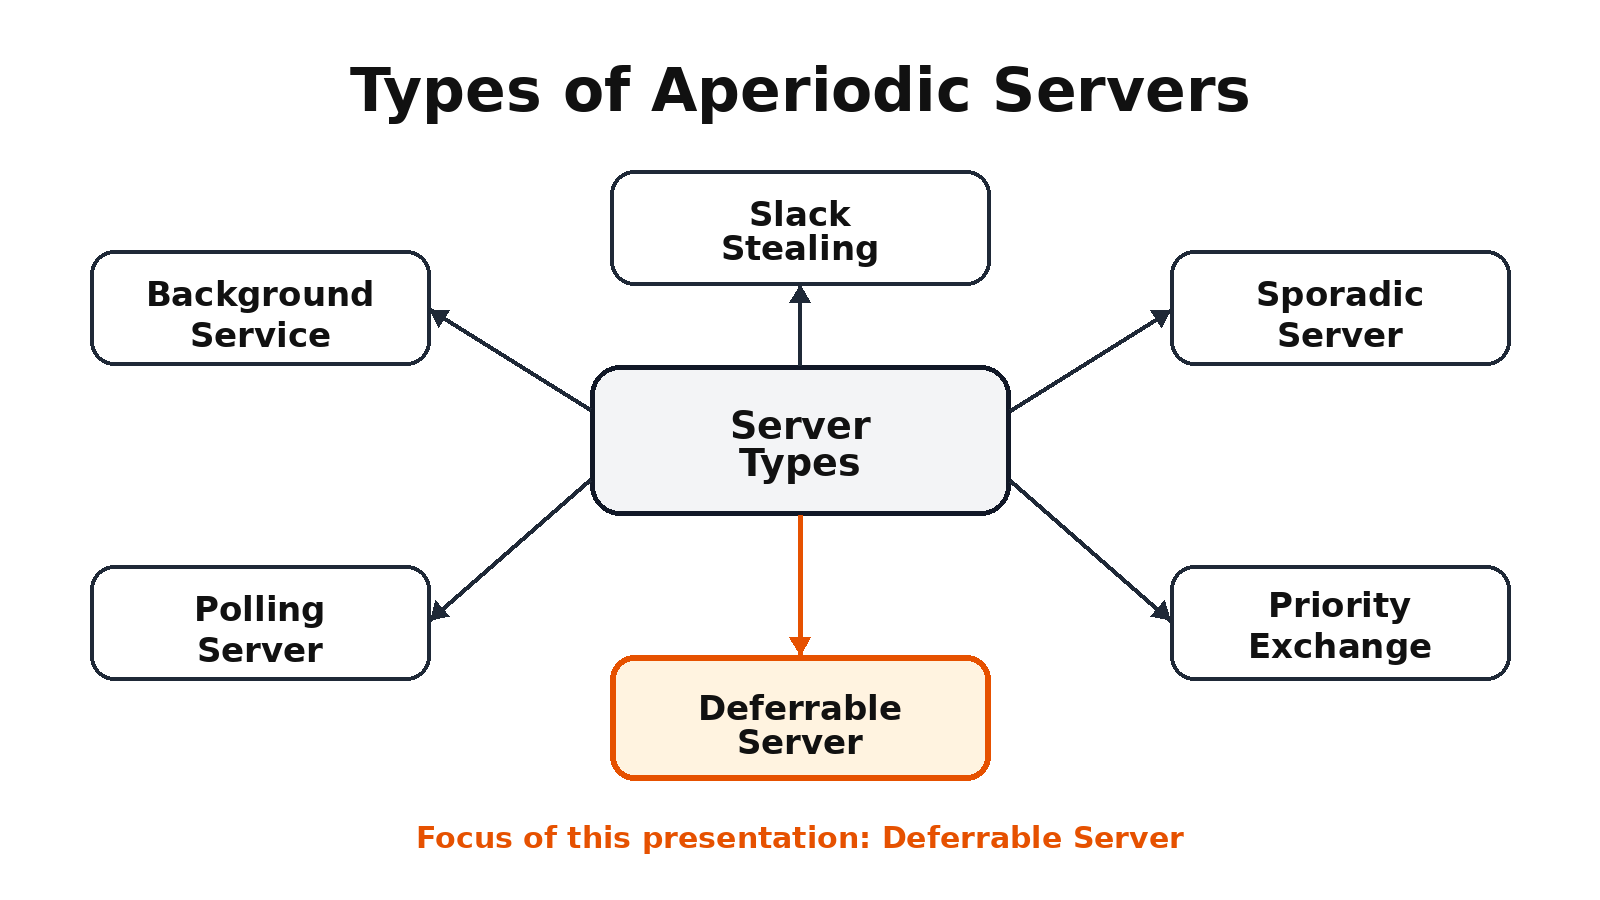 Types of Aperiodic Servers
Slack
Stealing
Background
Service
Sporadic
Server
Server
Types
Polling
Server
Priority
Exchange
Deferrable
Server
Focus of this presentation: Deferrable Server